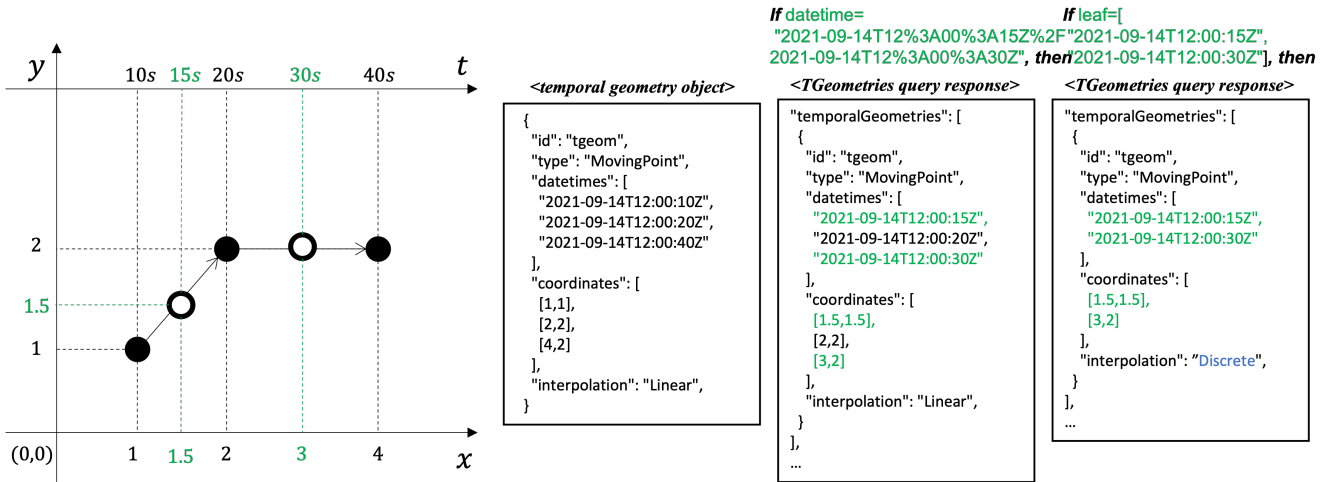 y
t
10s
15s
20s
30s
40s
2
1.5
1
(0,0)
1
1.5
2
3
4
x
<temporal geometry object>
{
"id": "tgeom",
"type": "MovingPoint",
"datetimes": [
"2021-09-14T12:00:10Z",
"2021-09-14T12:00:20Z",
"2021-09-14T12:00:40Z"
],
"coordinates": [
[1,1],
[2,2],
[4,2]
],
"interpolation": "Linear",
}
If datetime=
"2021-09-14T12%3A00%3A15Z%2F
2021-09-14T12%3A00%3A30Z", then
<TGeometries query response>
"temporalGeometries": [
{
"id": "tgeom",
"type": "MovingPoint",
"datetimes": [
"2021-09-14T12:00:15Z",
"2021-09-14T12:00:20Z",
"2021-09-14T12:00:30Z"
],
"coordinates": [
[1.5,1.5],
[2,2],
[3,2]
],
"interpolation": "Linear",
}
],
...
If leaf=[
"2021-09-14T12:00:15Z",
"2021-09-14T12:00:30Z"], then
<TGeometries query response>
"temporalGeometries": [
{
"id": "tgeom",
"type": "MovingPoint",
"datetimes": [
"2021-09-14T12:00:15Z",
"2021-09-14T12:00:30Z"
],
"coordinates": [
[1.5,1.5],
[3,2]
],
"interpolation": ”Discrete",
}
],
...